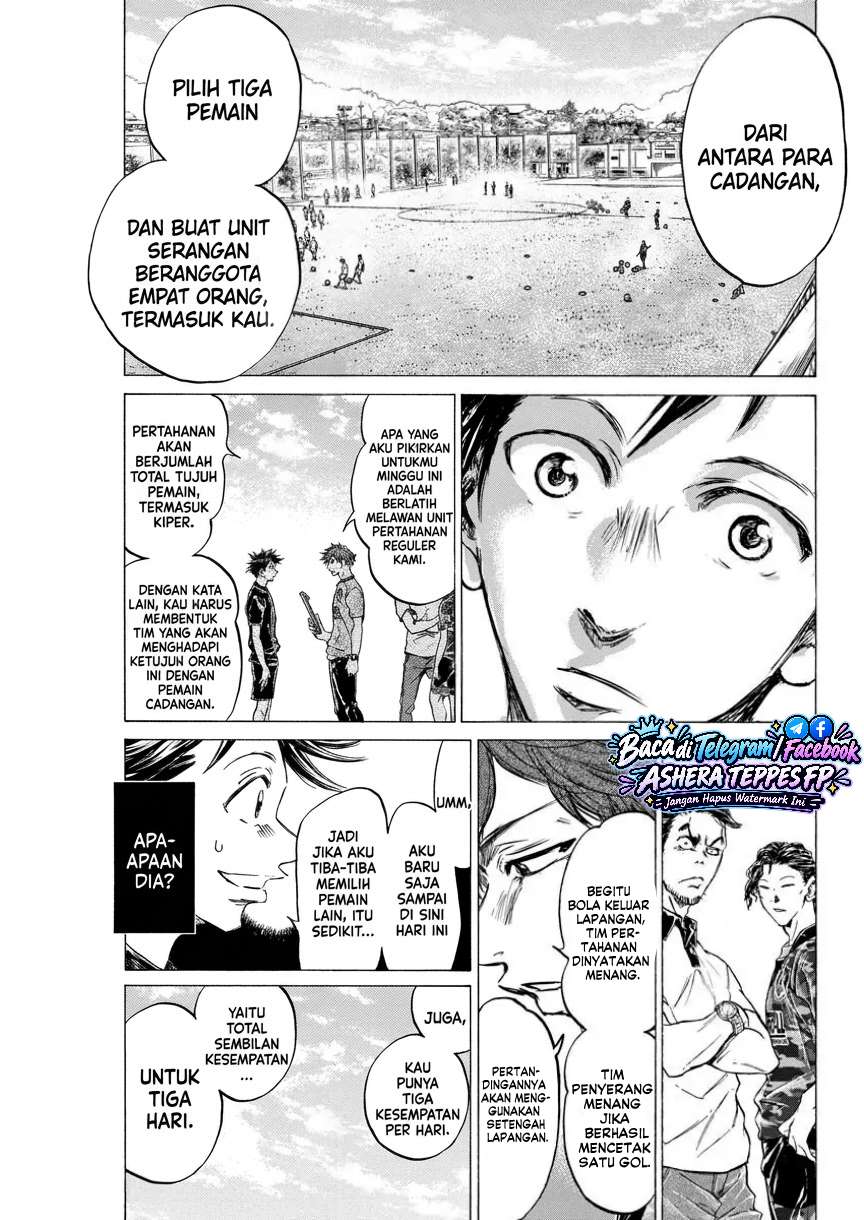 DARI
ANTARA PARA
CADANGAN,
PILIH TIGA
PEMAIN
DAN BUAT UNIT
SERANGAN
BERANGGOTA
EMPAT ORANG,
TERMASUK KAU.
APA YANG
AKU PIKIRKAN
UNTUKMU
MINGGU INI
ADALAH
BERLATIH
MELAWAN UNIT
PERTAHANAN
REGULER
KAMI.
PERTAHANAN
AKAN
BERJUMLAH
TOTAL TUJUH
PEMAIN,
TERMASUK
KIPER.
DENGAN KATA
LAIN, KAU HARUS
MEMBENTUK
TIM YANG AKAN
MENGHADAPI
KETUJUH ORANG
INI DENGAN
PEMAIN
CADANGAN.
Baca di Telegram/Facebook
ASHERA TEPPES FP
Jangan Hapus Watermark Ini
BEGITU
BOLA KELUAR
LAPANGAN,
TIM PER-
TAHANAN
DINYATAKAN
MENANG.
TIM
PENYERANG
MENANG
JIKA
BERHASIL
MENCETAK
SATU GOL.
PERTAN-
DINGANNYA
AKAN MENG-
GUNAKAN
SETENGAH
LAPANGAN.
UMM,
AKU
BARU
SAJA
SAMPAI
DI SINI
HARI INI
JADI
JIKA AKU
TIBA-TIBA
MEMILIH
PEMAIN
LAIN, ITU
SEDIKIT...
APA-
APAAN
DIA?
JUGA,
KAU
PUNYA
TIGA
KESEMPATAN
PER HARI.
YAITU
TOTAL
SEMBILAN
KESEMPATAN
...
UNTUK
TIGA
HARI.